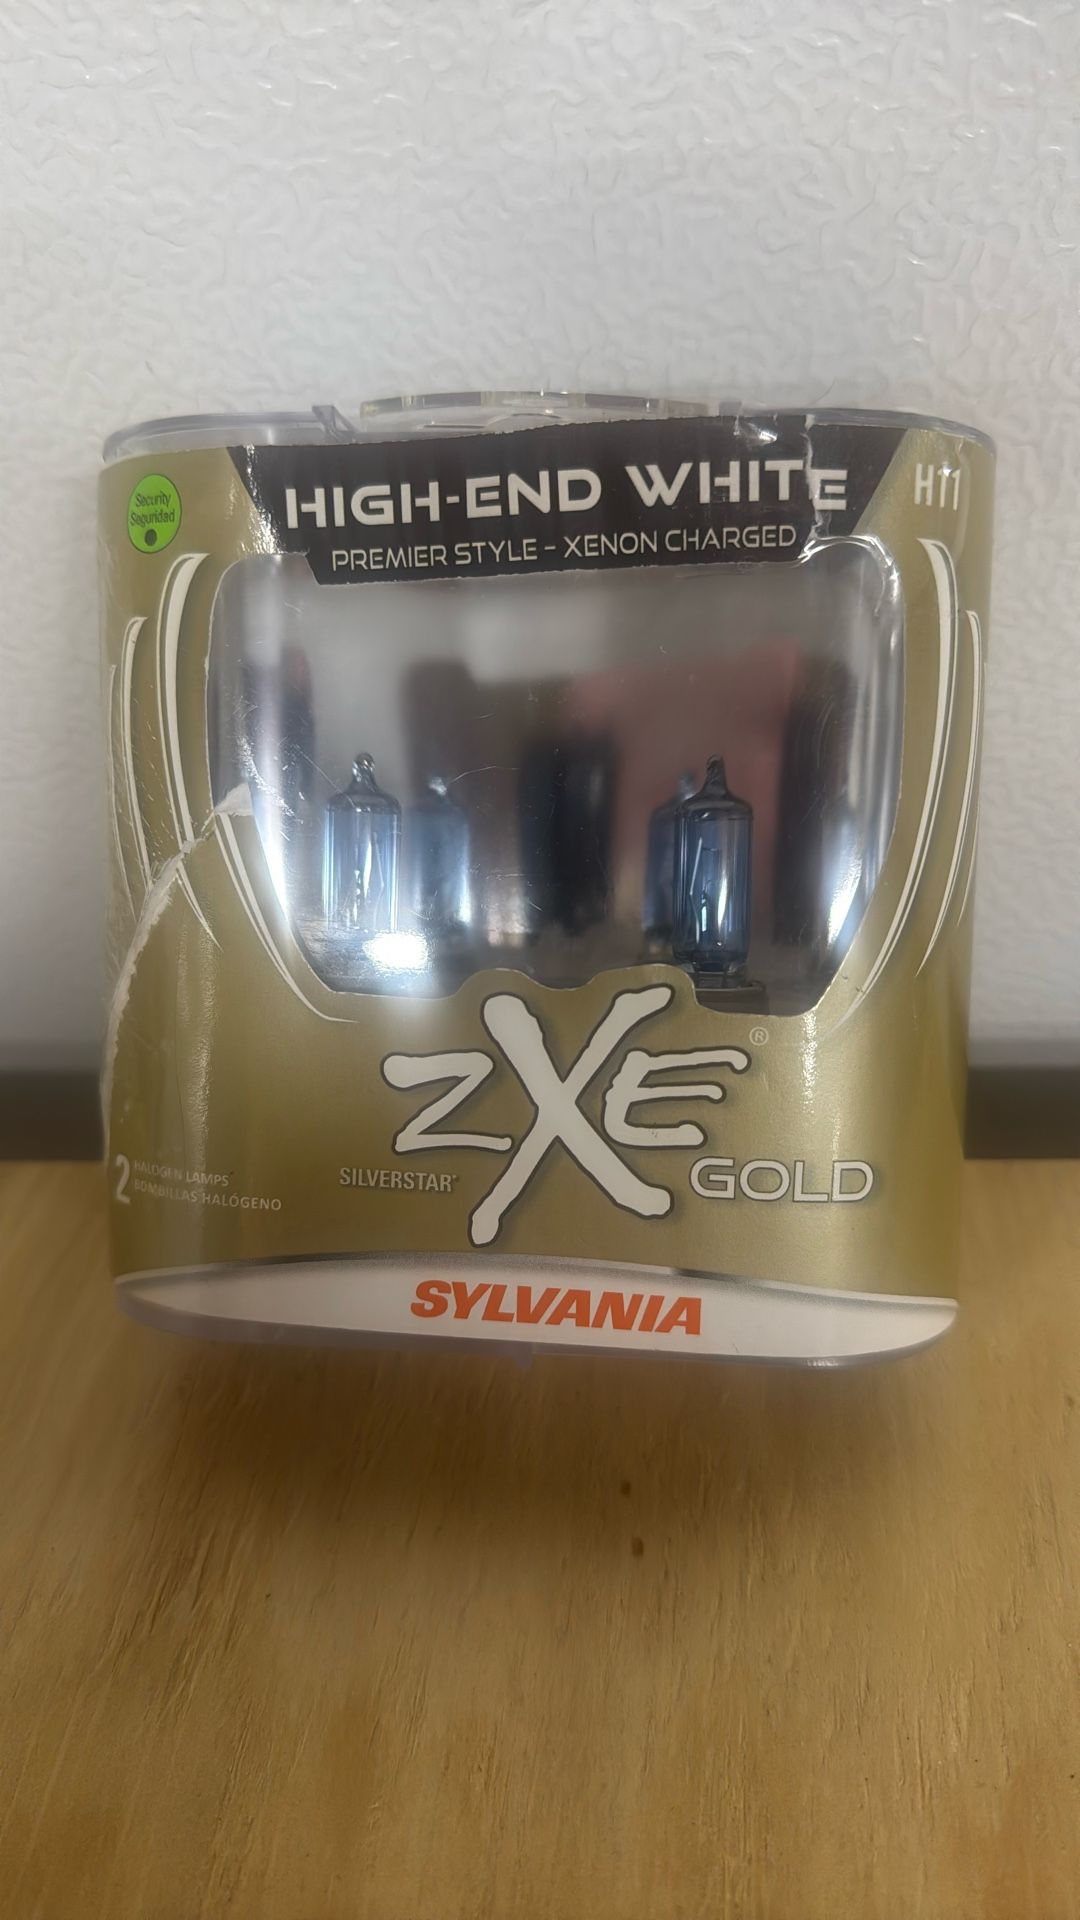 HIGH-END WHITE
PREMIER STYLE – XENON CHARGED
H11
Security
Seguridad
zXE®
SILVERSTAR®
GOLD
2 HALOGEN LAMPS
BOMBILLAS HALÓGENO
SYLVANIA